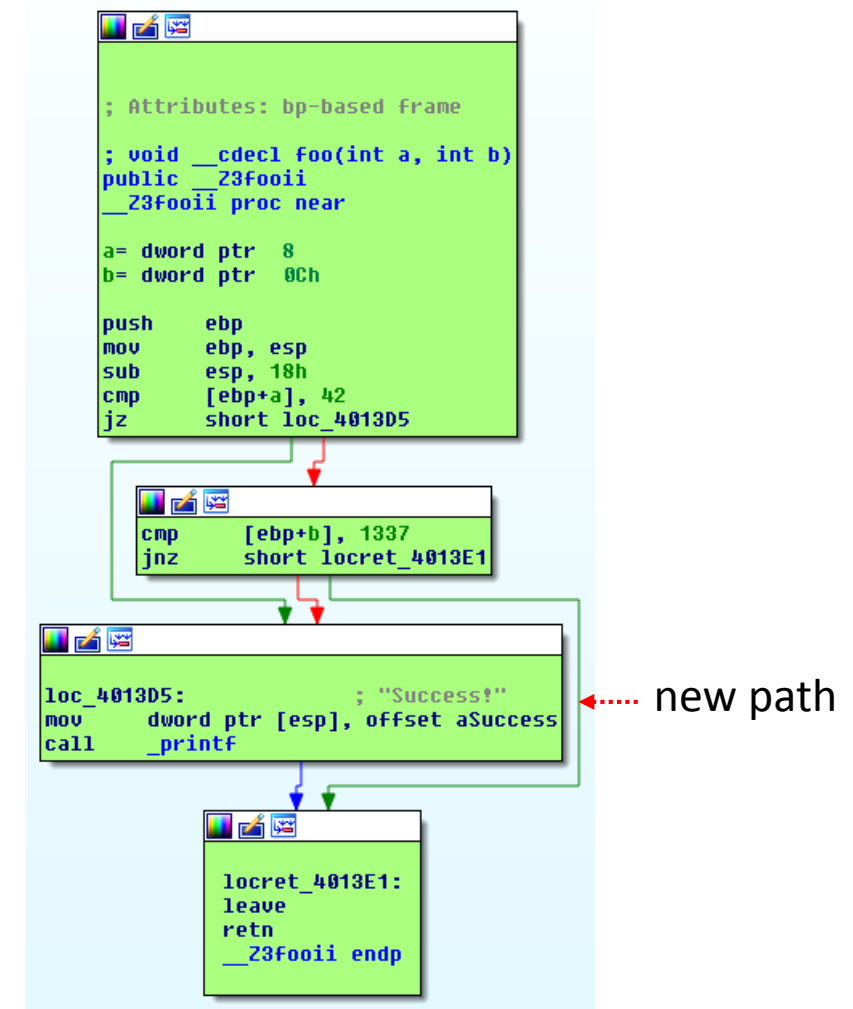 ; Attributes: bp-based frame
; void __cdecl foo(int a, int b)
public __Z3fooii
__Z3fooii proc near
a= dword ptr  8
b= dword ptr  0Ch
push    ebp
mov     ebp, esp
sub     esp, 18h
cmp     [ebp+a], 42
jz      short loc_4013D5
cmp     [ebp+b], 1337
jnz     short locret_4013E1
loc_4013D5:             ; "Success!"
mov     dword ptr [esp], offset aSuccess
call    _printf
new path
locret_4013E1:
leave
retn
__Z3fooii endp